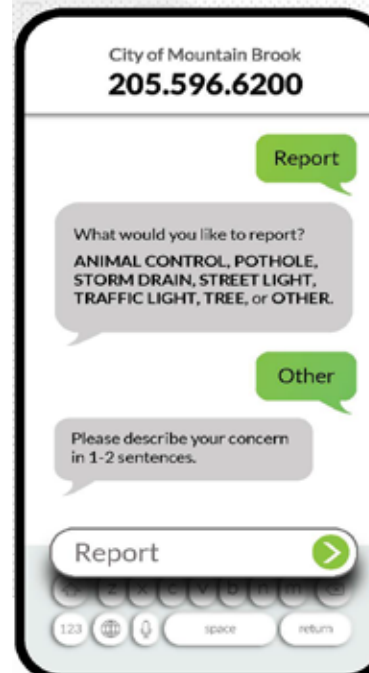 City of Mountain Brook
205.596.6200
Report
What would you like to report?
ANIMAL CONTROL, POTHOLE,
STORM DRAIN, STREET LIGHT,
TRAFFIC LIGHT, TREE, or OTHER.
Other
Please describe your concern
in 1-2 sentences.
Report
z x c v b n m
123 space return